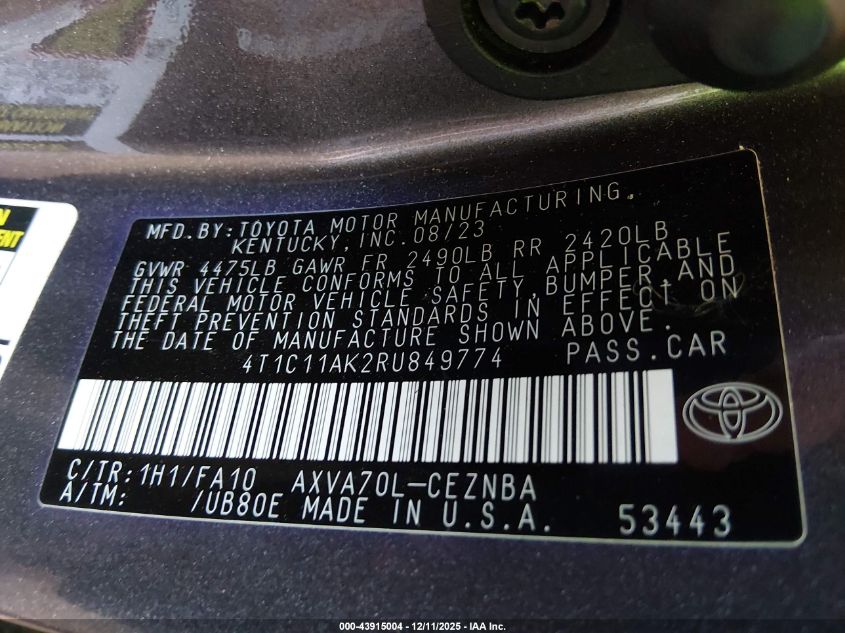 N
ENT
MFD.BY:TOYOTA MOTOR MANUFACTURING,
KENTUCKY,INC.08/23
GVWR 4475LB GAWR FR 2490LB RR 2420LB
THIS VEHICLE CONFORMS TO ALL APPLICABLE
FEDERAL MOTOR VEHICLE SAFETY,BUMPER,AND
THEFT PREVENTION STANDARDS IN EFFECT ON
THE DATE OF MANUFACTURE SHOWN ABOVE.
4T1C11AK2RU849774 PASS.CAR
C/TR:1H1/FA10 AXVA70L-CEZNBA
A/TM: /UB80E MADE IN U.S.A. 53443
000-43915004 - 12/11/2025 - IAA Inc.